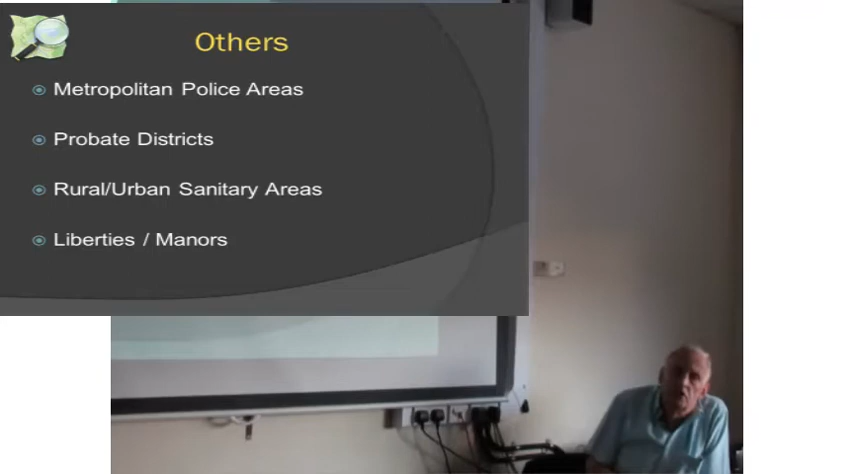 Others
Metropolitan Police Areas
Probate Districts
Rural/Urban Sanitary Areas
Liberties / Manors